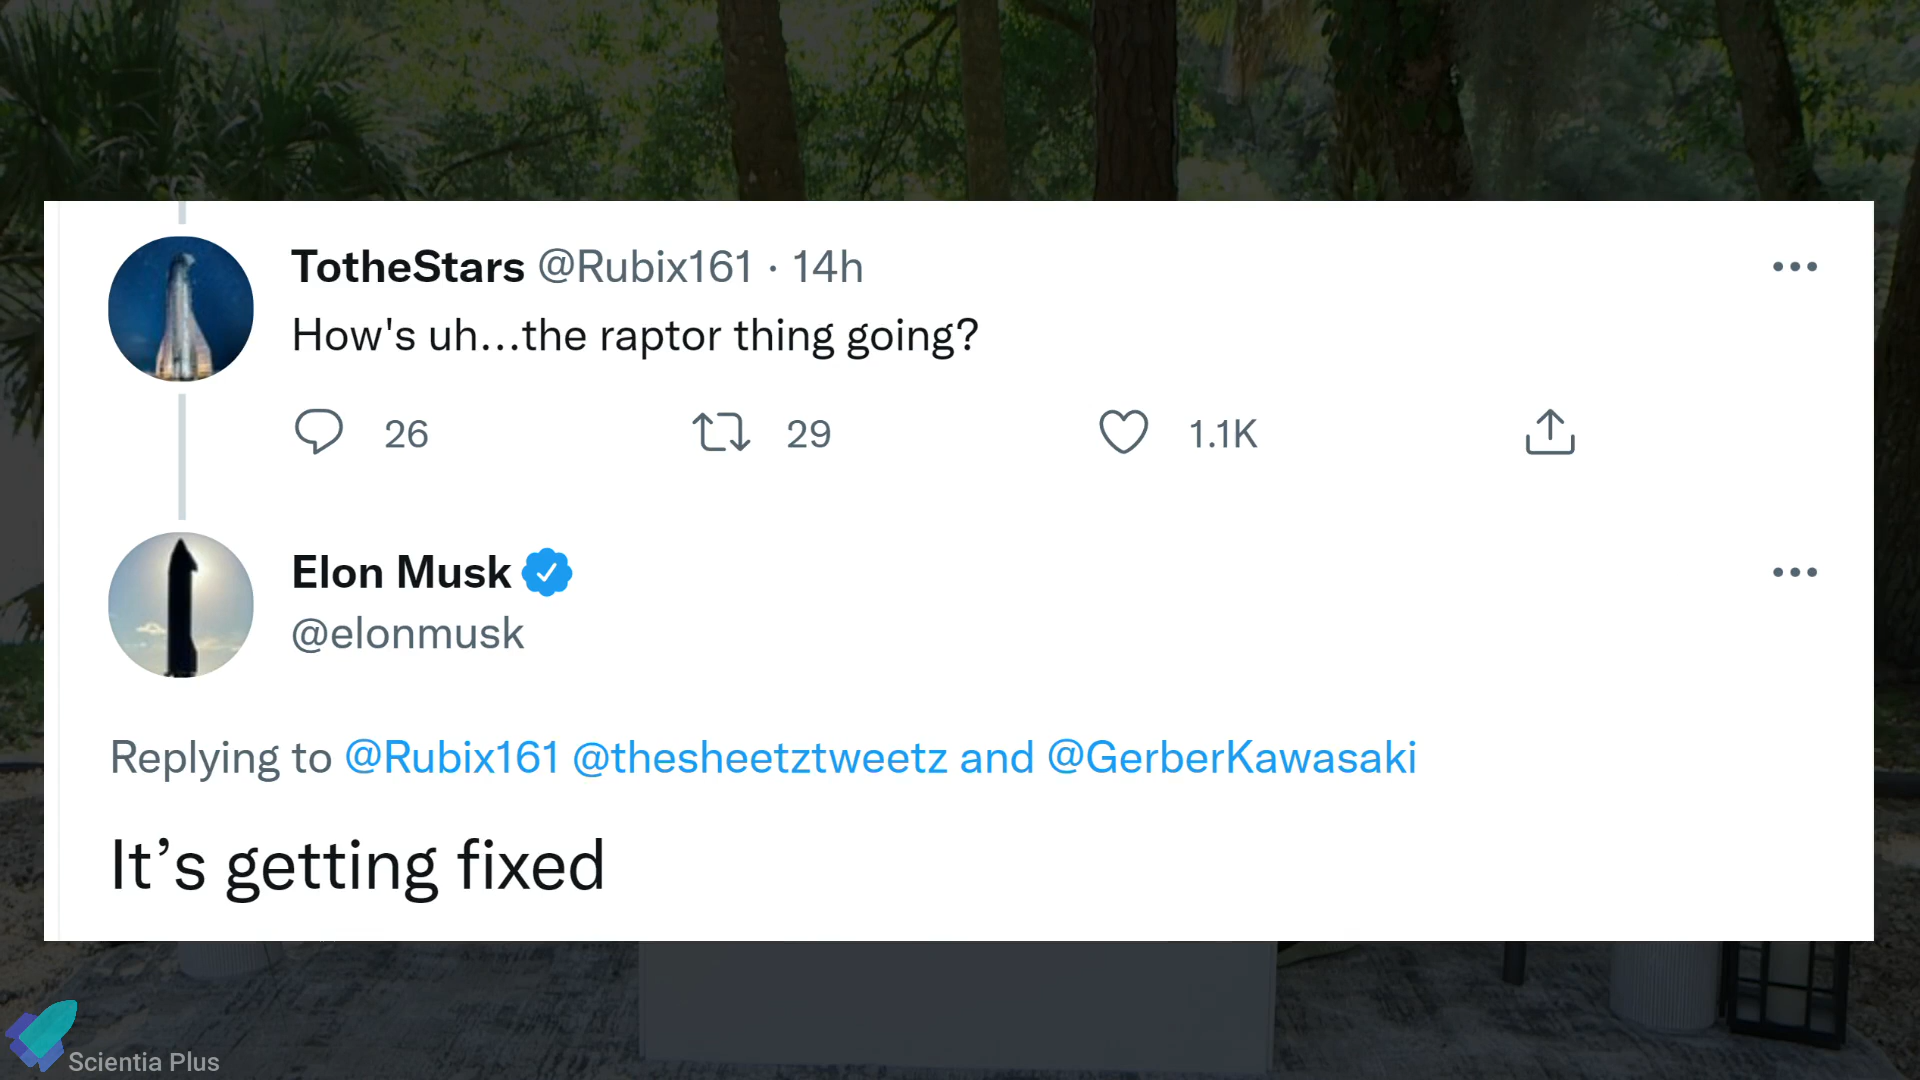 TotheStars @Rubix161 · 14h
How's uh...the raptor thing going?
26 29 1.1K
Elon Musk
@elonmusk
Replying to @Rubix161 @thesheetztweetz and @GerberKawasaki
It’s getting fixed
Scientia Plus